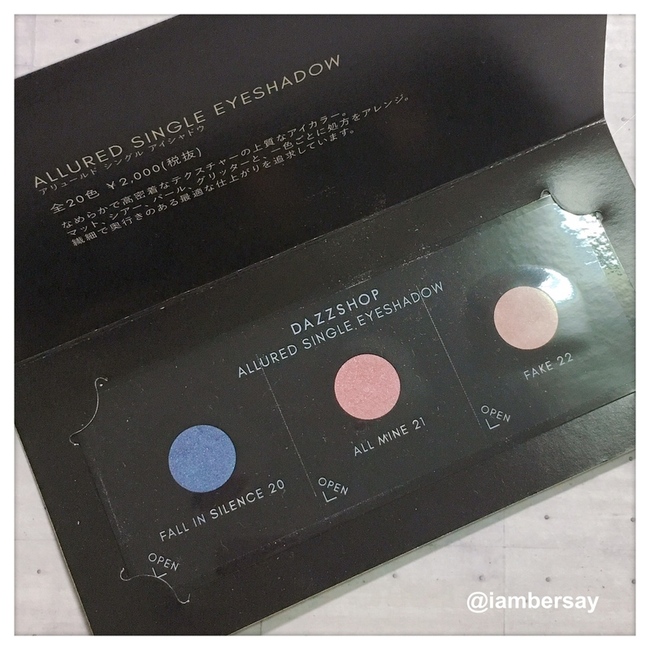 ALLURED SINGLE EYESHADOW
アリュールド シングル アイシャドウ
全20色 ¥2,000(税抜)
なめらかで高密着なテクスチャーの上質なアイカラー。
マット、シアー、パール、グリッターと、一色ごとに処方をアレンジ。
繊細で奥行きのある最適な仕上がりを追求しています。
DAZZSHOP
ALLURED SINGLE EYESHADOW
FALL IN SILENCE 20
ALL MINE 21
FAKE 22
OPEN
OPEN
OPEN
@iambersay